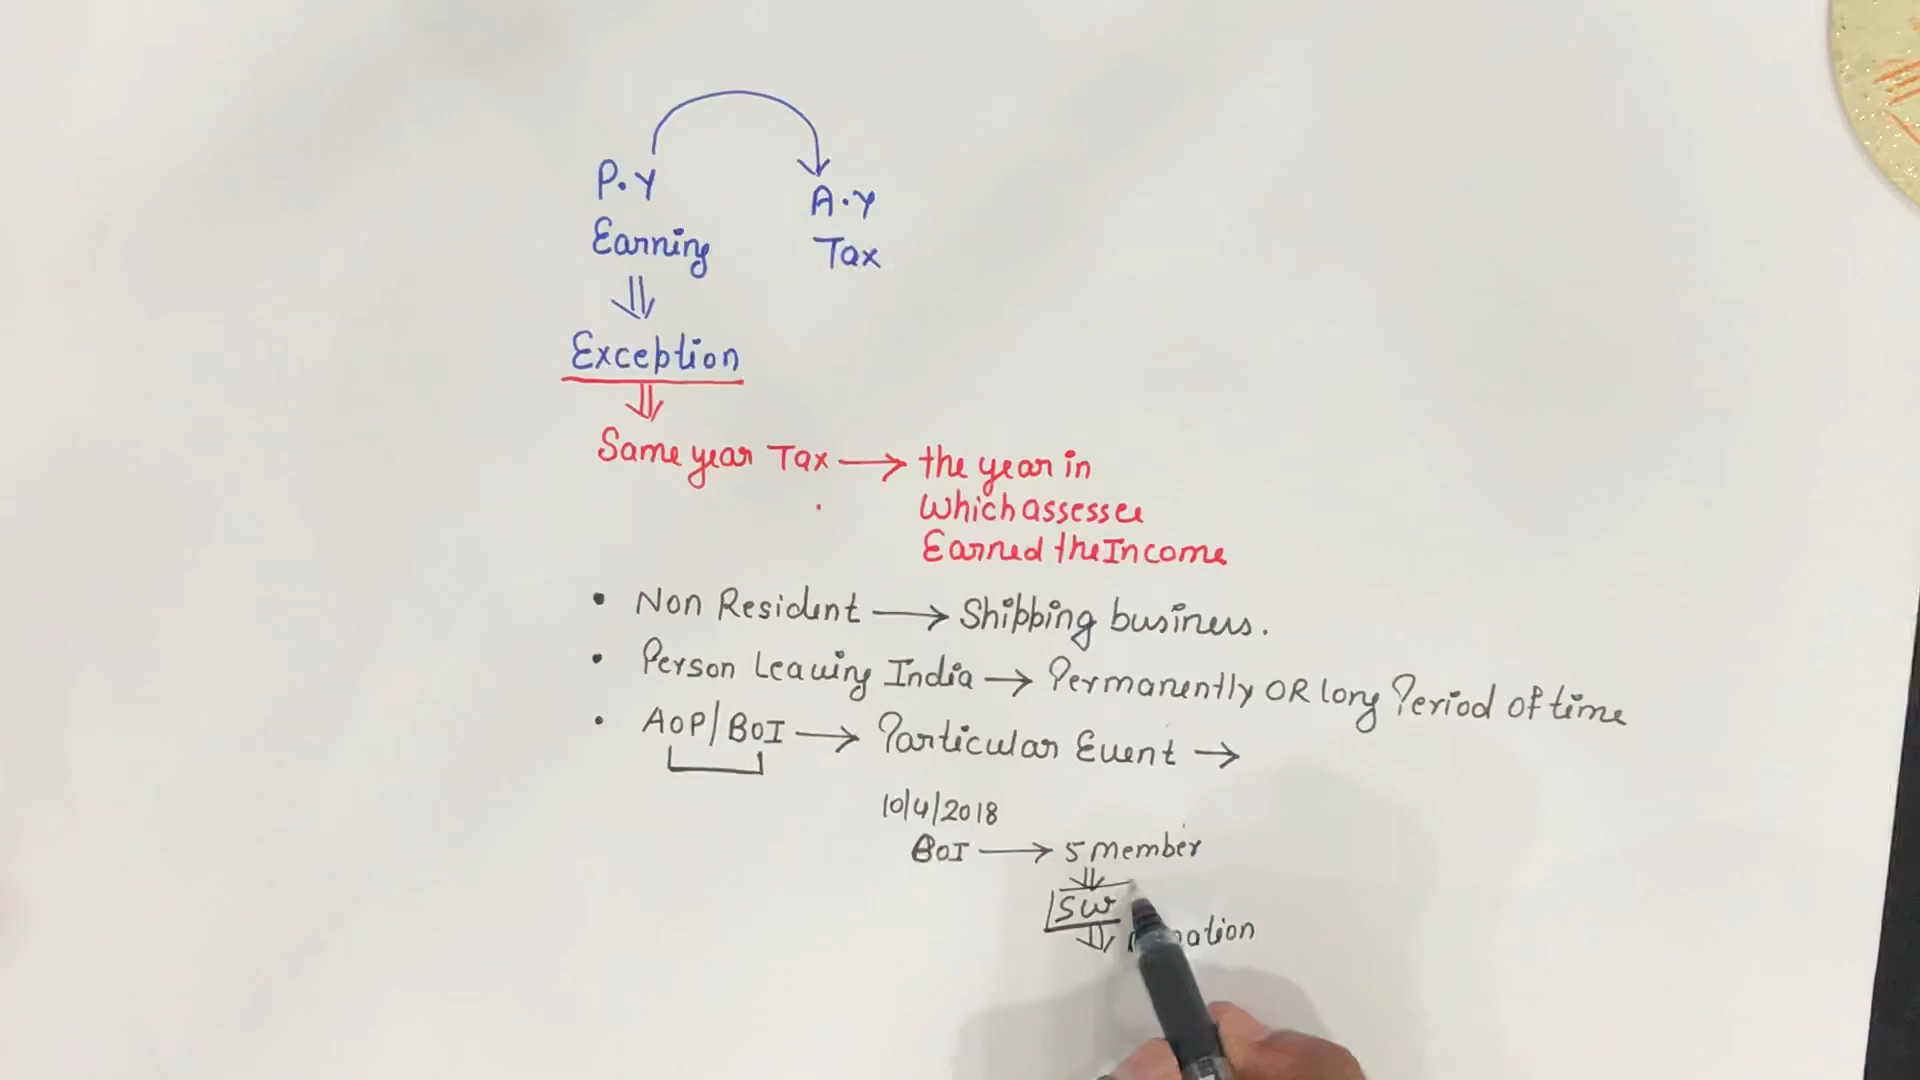 P.Y
A.Y
Earning
Tax
Exception
Same year Tax → the year in
which assessee
Earned the Income
• Non Resident → Shipping business.
• Person Leaving India → Permanently OR long Period of time
• AOP/BOI → Particular Event →
10/4/2018
BOI → 5 member
SW